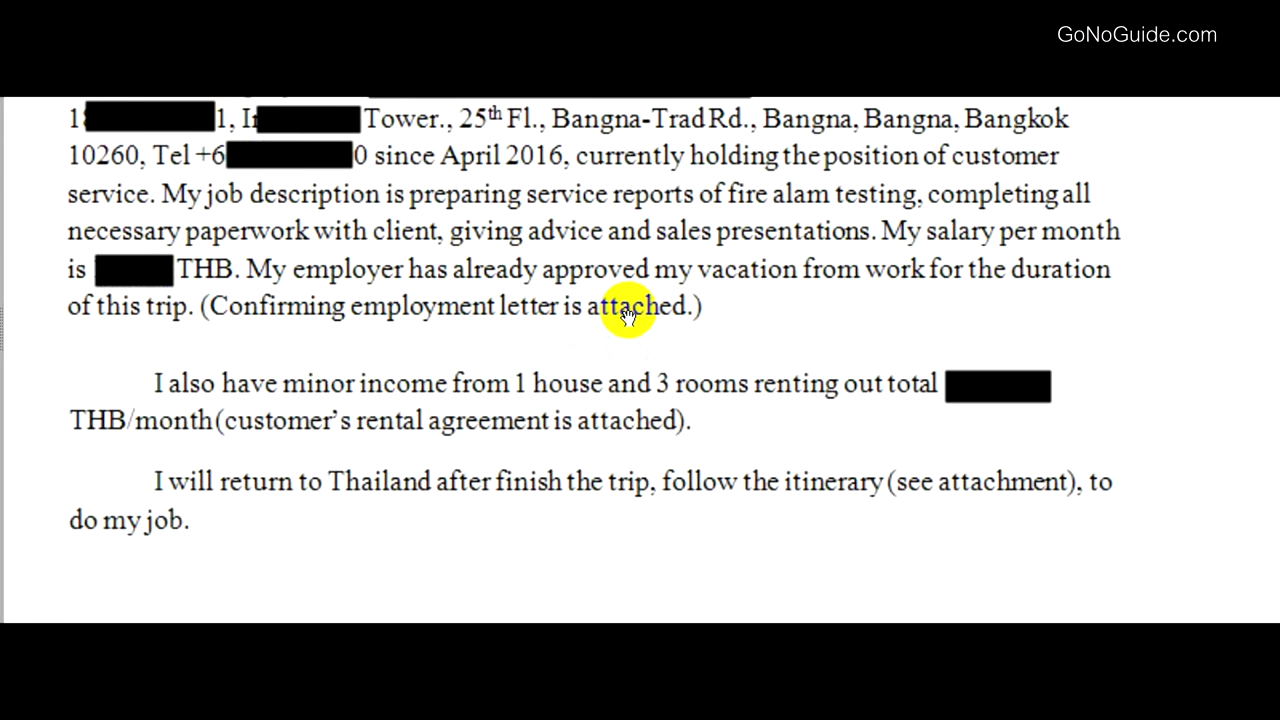 GoNoGuide.com
1, Tower., 25th Fl., Bangna-Trad Rd., Bangna, Bangna, Bangkok
10260, Tel +6 0 since April 2016, currently holding the position of customer
service. My job description is preparing service reports of fire alam testing, completing all
necessary paperwork with client, giving advice and sales presentations. My salary per month
is THB. My employer has already approved my vacation from work for the duration
of this trip. (Confirming employment letter is attached.)
I also have minor income from 1 house and 3 rooms renting out total
THB/month(customer’s rental agreement is attached).
I will return to Thailand after finish the trip, follow the itinerary (see attachment), to
do my job.